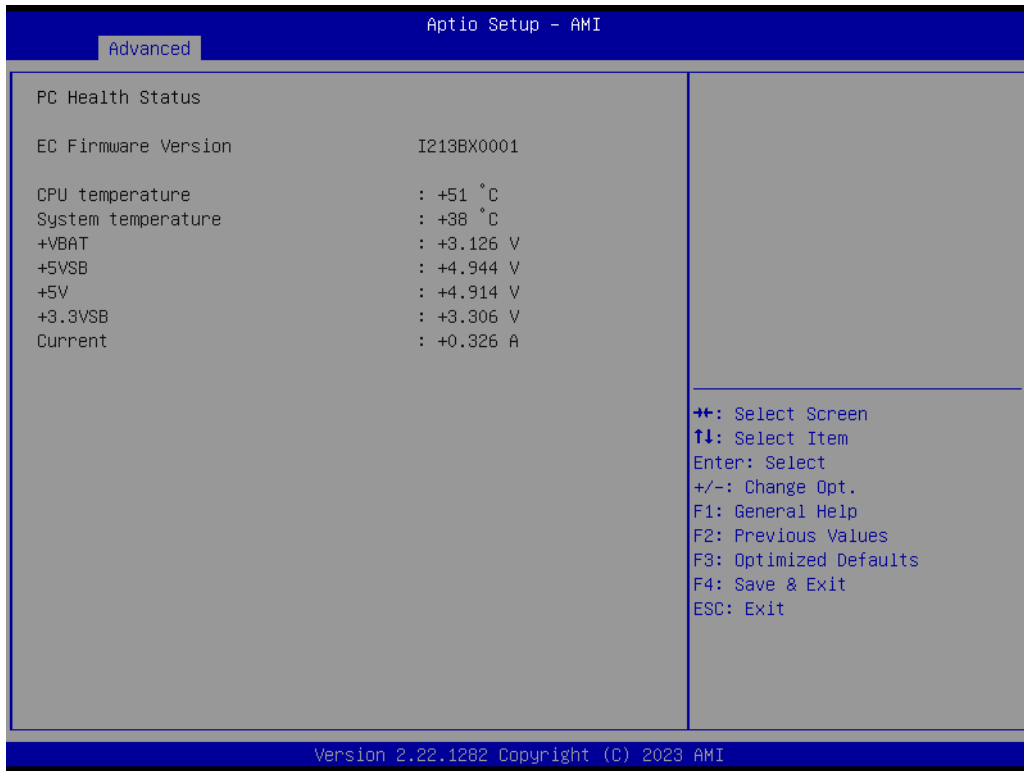 Aptio Setup - AMI
Advanced
PC Health Status
EC Firmware Version I213BX0001
CPU temperature : +51 °C
System temperature : +38 °C
+VBAT : +3.126 V
+5VSB : +4.944 V
+5V : +4.914 V
+3.3VSB : +3.306 V
Current : +0.326 A
→←: Select Screen
↑↓: Select Item
Enter: Select
+/-: Change Opt.
F1: General Help
F2: Previous Values
F3: Optimized Defaults
F4: Save & Exit
ESC: Exit
Version 2.22.1282 Copyright (C) 2023 AMI